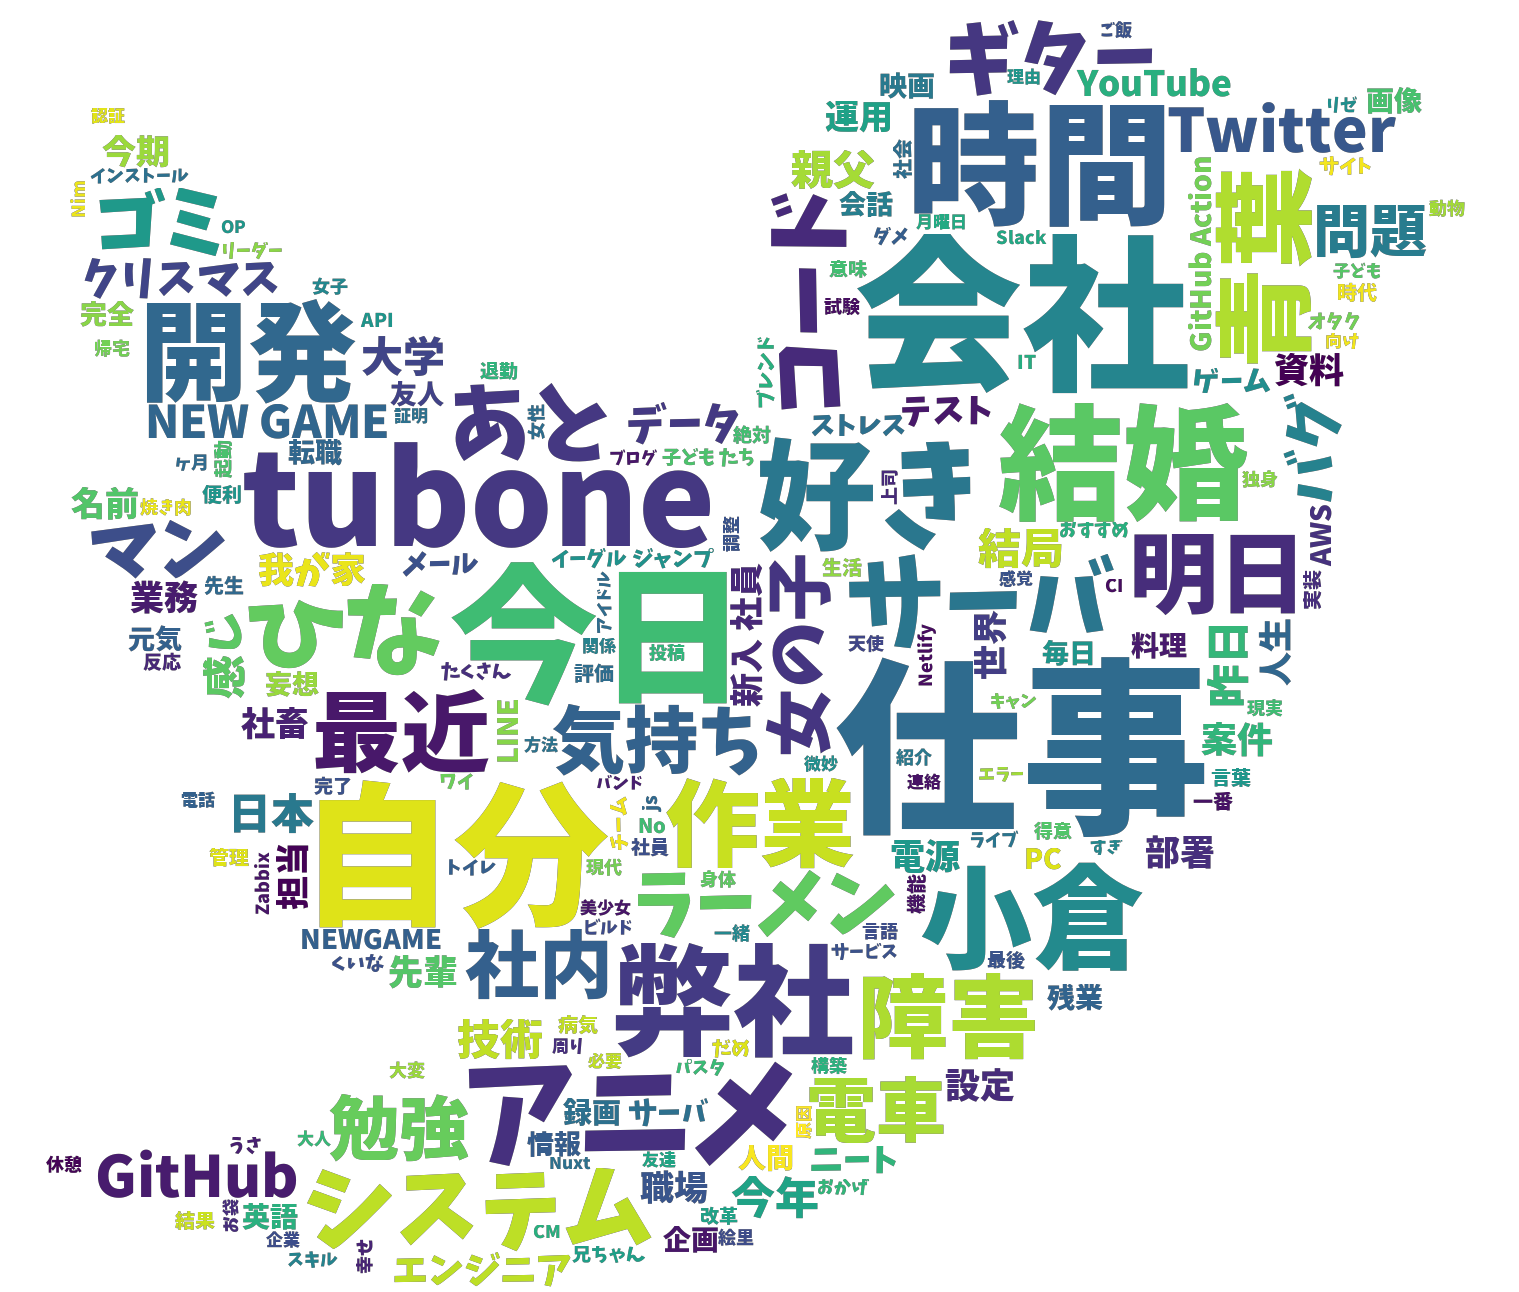 ギター
ご飯
映画
理由
YouTube
運用
時間
Twitter
リゼ
画像
認証
今期
インストール
Nim
ゴミ
OP
リーダー
親父
社会
会話
月曜日
ダメ
Slack
コード
意味
試験
会社
IT
GitHub Action
青葉
サイト
問題
動物
子ども
時代
オタク
向け
資料
ゲーム
クリスマス
女子
完全
帰宅
開発
API
大学
友人
退勤
NEW GAME
証明
あと
女性
データ
ブレンド
絶対
ストレス
テスト
転職
ブログ
子ども たち
ケ月
起動
便利
tubone
好き
上司
結婚
独身
バグ
AWS
名前
焼き肉
マン
調整
おすすめ
結局
明日
我が家
メール
イーグル ジャンプ
生活
感覚
CI
実装
業務
先生
アイドル
新入 社員
女の子
サーバ
元気
反応
感じ
ひな
今日
関係
投稿
評価
天使
Netlify
世界
毎日
料理
昨日
人生
妄想
たくさん
社畜
最近
LINE
方法
気持ち
仕事
キャン
現実
案件
微妙
紹介
連絡
エラー
言葉
一番
電話
日本
完了
ワイ
バンド
自分
チーム
js
No
社員
作業
ライブ
得意
すぎ
管理
Zabbix
担当
トイレ
現代
電源
PC
部署
美少女
ビルド
身体
ラーメン
機能
小倉
NEWGAME
一緒
言語
サービス
くいな
先輩
社内
弊社
最後
障害
残業
技術
病気
周り
だめ
必要
パスタ
構築
大変
アニメ
設定
勉強
録画 サーバ
原因
電車
大人
情報
Nuxt
友達
人間
ニート
休憩
うさ
GitHub
システム
職場
今年
おかげ
結果
お袋
英語
企業
スキル
幸せ
CM
改革
企画
絵里
エンジニア
兄ちゃん